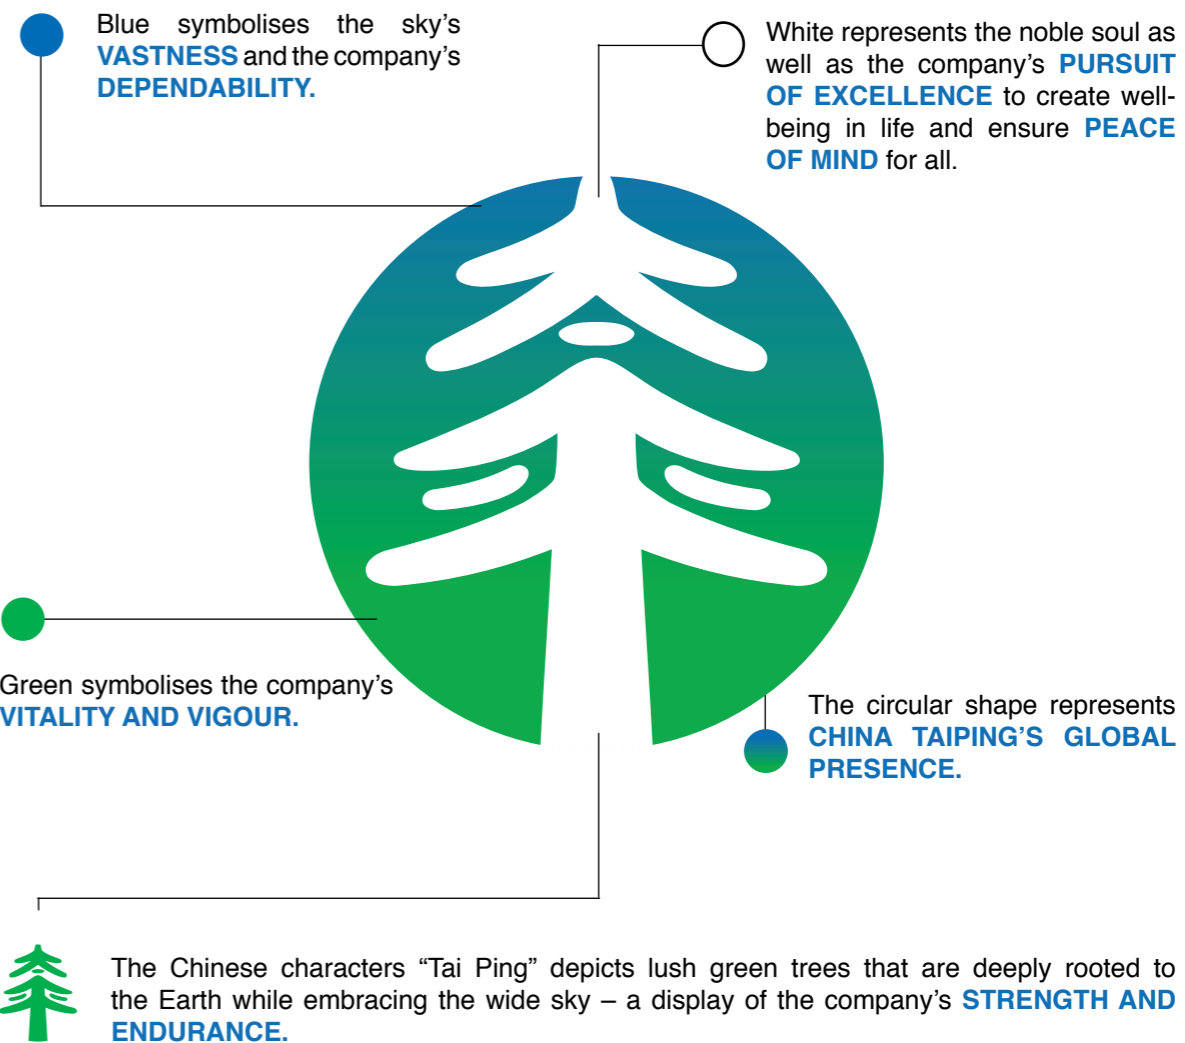 Blue symbolises the sky's
VASTNESS and the company's
DEPENDABILITY.
White represents the noble soul as
well as the company's PURSUIT
OF EXCELLENCE to create well-
being in life and ensure PEACE
OF MIND for all.
Green symbolises the company's
VITALITY AND VIGOUR.
The circular shape represents
CHINA TAIPING'S GLOBAL
PRESENCE.
The Chinese characters “Tai Ping” depicts lush green trees that are deeply rooted to
the Earth while embracing the wide sky – a display of the company's STRENGTH AND
ENDURANCE.